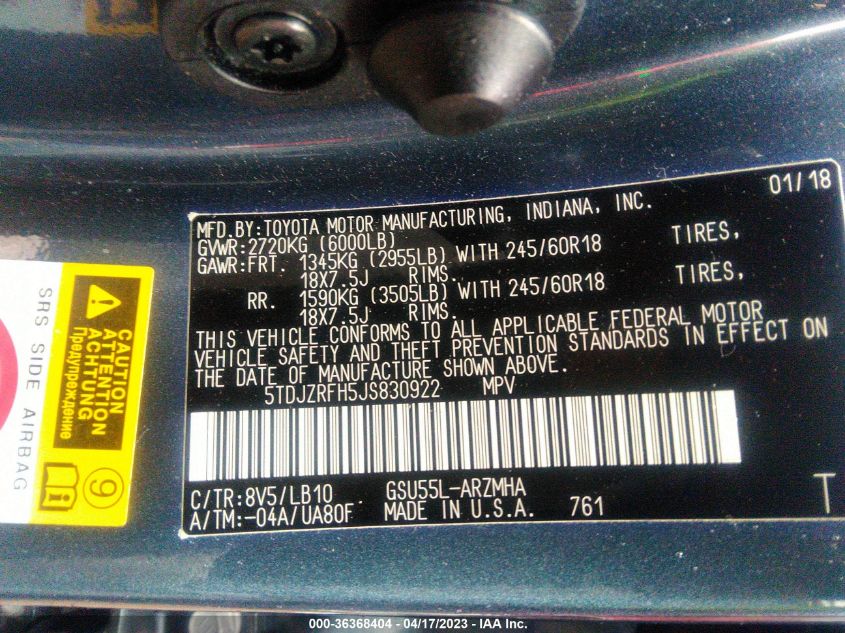 01/18
MFD.BY:TOYOTA MOTOR MANUFACTURING, INDIANA, INC.
GVWR:2720KG (6000LB)
GAWR:FRT. 1345KG (2955LB) WITH 245/60R18 TIRES,
18X7.5J RIMS.
RR. 1590KG (3505LB) WITH 245/60R18 TIRES,
18X7.5J RIMS.
THIS VEHICLE CONFORMS TO ALL APPLICABLE FEDERAL MOTOR
VEHICLE SAFETY AND THEFT PREVENTION STANDARDS IN EFFECT ON
THE DATE OF MANUFACTURE SHOWN ABOVE.
5TDJZRFH5JS830922 MPV
C/TR:8V5/LB10 GSU55L-ARZMHA
A/TM:-04A/UA80F MADE IN U.S.A. 761
T
CAUTION
ATTENTION
ACHTUNG
Предупреждение
SRS SIDE AIRBAG
9
000-36368404 - 04/17/2023 - IAA Inc.